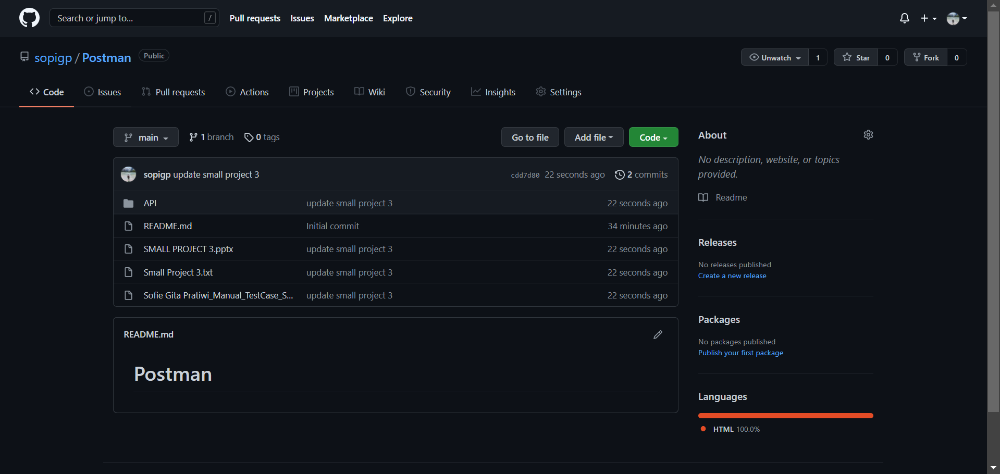 Search or jump to... /
Pull requests Issues Marketplace Explore
sopigp / Postman Public
Unwatch 1 Star 0 Fork 0
Code Issues Pull requests Actions Projects Wiki Security Insights Settings
main 1 branch 0 tags
Go to file Add file Code
sopigp update small project 3 cdd7d80 22 seconds ago 2 commits
API update small project 3 22 seconds ago
README.md Initial commit 34 minutes ago
SMALL PROJECT 3.pptx update small project 3 22 seconds ago
Small Project 3.txt update small project 3 22 seconds ago
Sofie Gita Pratiwi_Manual_TestCase_S... update small project 3 22 seconds ago
README.md
Postman
About
No description, website, or topics
provided.
Readme
Releases
No releases published
Create a new release
Packages
No packages published
Publish your first package
Languages
HTML 100.0%